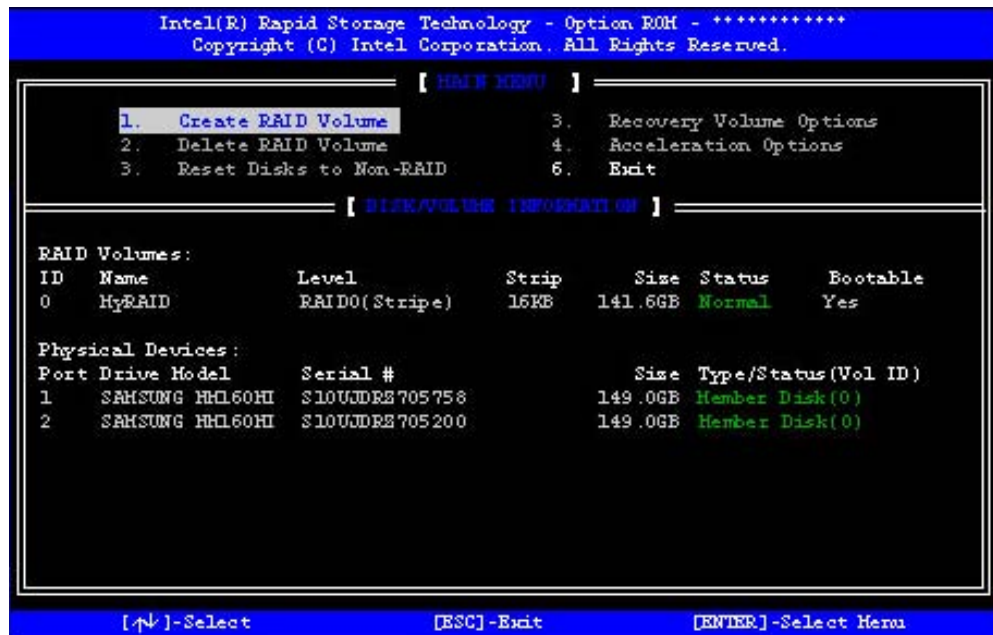 Intel(R) Rapid Storage Technology - Option ROM - ************
Copyright (C) Intel Corporation. All Rights Reserved.
[ MAIN MENU ]
1. Create RAID Volume 3. Recovery Volume Options
2. Delete RAID Volume 4. Acceleration Options
3. Reset Disks to Non-RAID 6. Exit
[ DISK/VOLUME INFORMATION ]
RAID Volumes:
ID Name Level Strip Size Status Bootable
0 MyRAID RAID0(Stripe) 16KB 141.6GB Normal Yes
Physical Devices:
Port Drive Model Serial # Size Type/Status(Vol ID)
1 SAMSUNG HM160HI S10UJDRZ705758 149.0GB Member Disk(0)
2 SAMSUNG HM160HI S10UJDRZ705200 149.0GB Member Disk(0)
[↑↓]-Select [ESC]-Exit [ENTER]-Select Menu